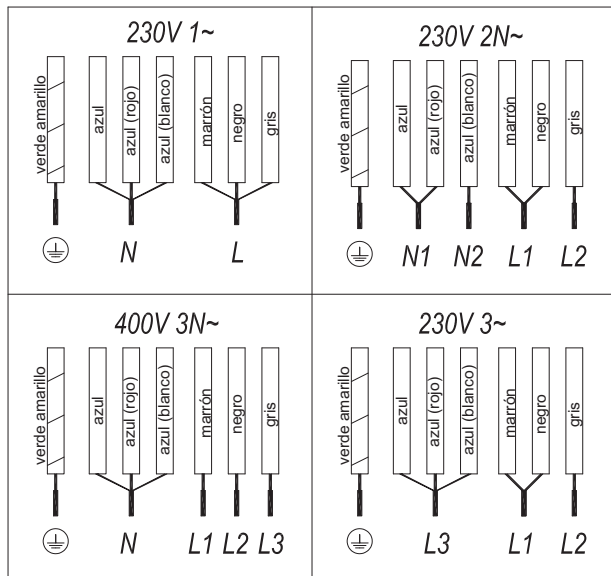 230V 1~
verde amarillo
azul
azul (rojo)
azul (blanco)
marrón
negro
gris
N L
230V 2N~
verde amarillo
azul
azul (rojo)
azul (blanco)
marrón
negro
gris
N1 N2 L1 L2
400V 3N~
verde amarillo
azul
azul (rojo)
azul (blanco)
marrón
negro
gris
N L1 L2 L3
230V 3~
verde amarillo
azul
azul (rojo)
azul (blanco)
marrón
negro
gris
L3 L1 L2